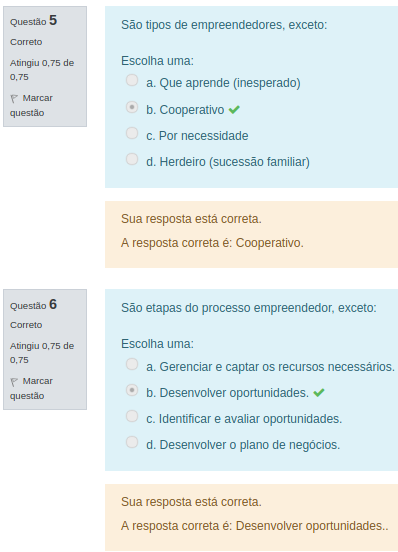 Questão 5
Correto
Atingiu 0,75 de
0,75
Marcar
questão
São tipos de empreendedores, exceto:
Escolha uma:
a. Que aprende (inesperado)
b. Cooperativo
c. Por necessidade
d. Herdeiro (sucessão familiar)
Sua resposta está correta.
A resposta correta é: Cooperativo.
Questão 6
Correto
Atingiu 0,75 de
0,75
Marcar
questão
São etapas do processo empreendedor, exceto:
Escolha uma:
a. Gerenciar e captar os recursos necessários.
b. Desenvolver oportunidades.
c. Identificar e avaliar oportunidades.
d. Desenvolver o plano de negócios.
Sua resposta está correta.
A resposta correta é: Desenvolver oportunidades..